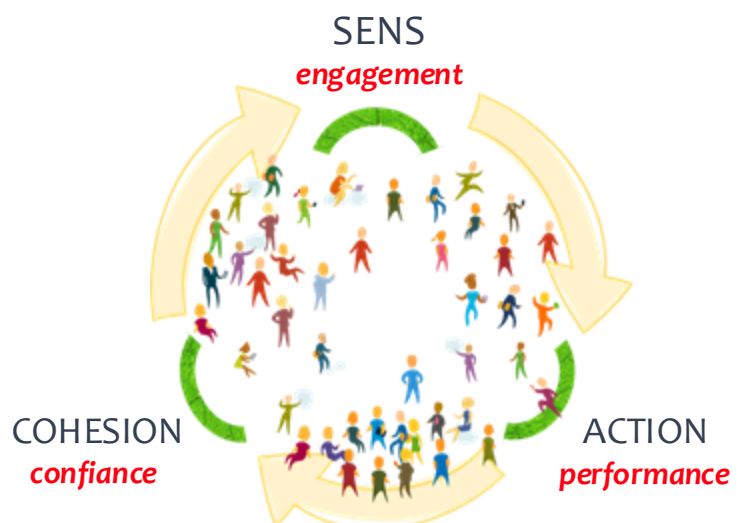 SENS
engagement
COHESION
confiance
ACTION
performance